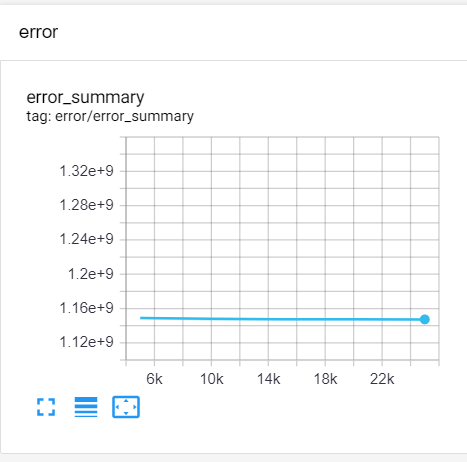 error
error_summary
tag: error/error_summary
1.32e+9
1.28e+9
1.24e+9
1.2e+9
1.16e+9
1.12e+9
6k 10k 14k 18k 22k